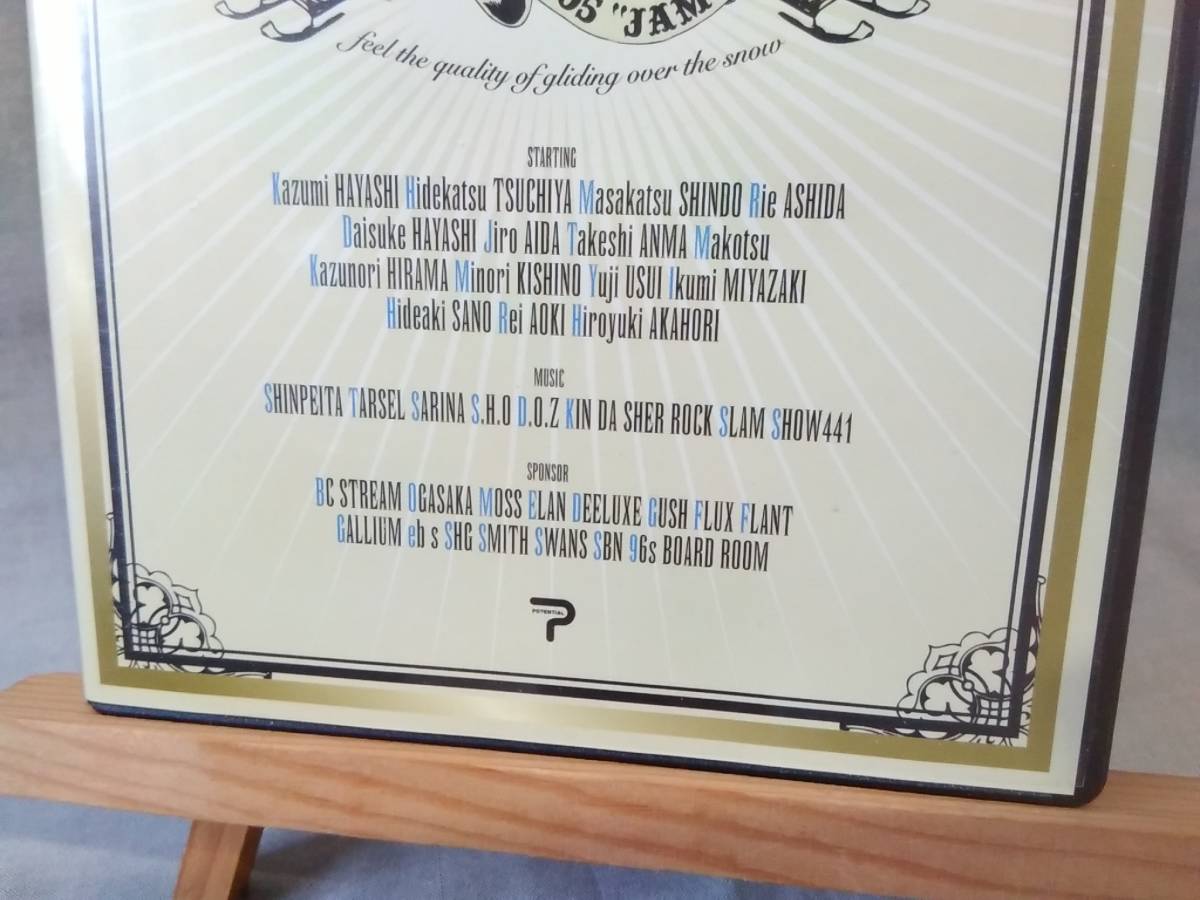 05 "JAM
feel the quality of gliding over the snow
STARTING
Kazumi HAYASHI Hidekatsu TSUCHIYA Masakatsu SHINDO Rie ASHIDA
Daisuke HAYASHI Jiro AIDA Takeshi ANMA Makotsu
Kazunori HIRAMA Minori KISHINO Yuji USUI Ikumi MIYAZAKI
Hideaki SANO Rei AOKI Hiroyuki AKAHORI
MUSIC
SHINPEITA TARSEL SARINA S.H.O D.O.Z KIN DA SHER ROCK SLAM SHOW441
SPONSOR
BC STREAM OGASAKA MOSS ELAN DEELUXE GUSH FLUX FLANT
GALLIUM eb s SHG SMITH SWANS SBN 96s BOARD ROOM
POTENTIAL